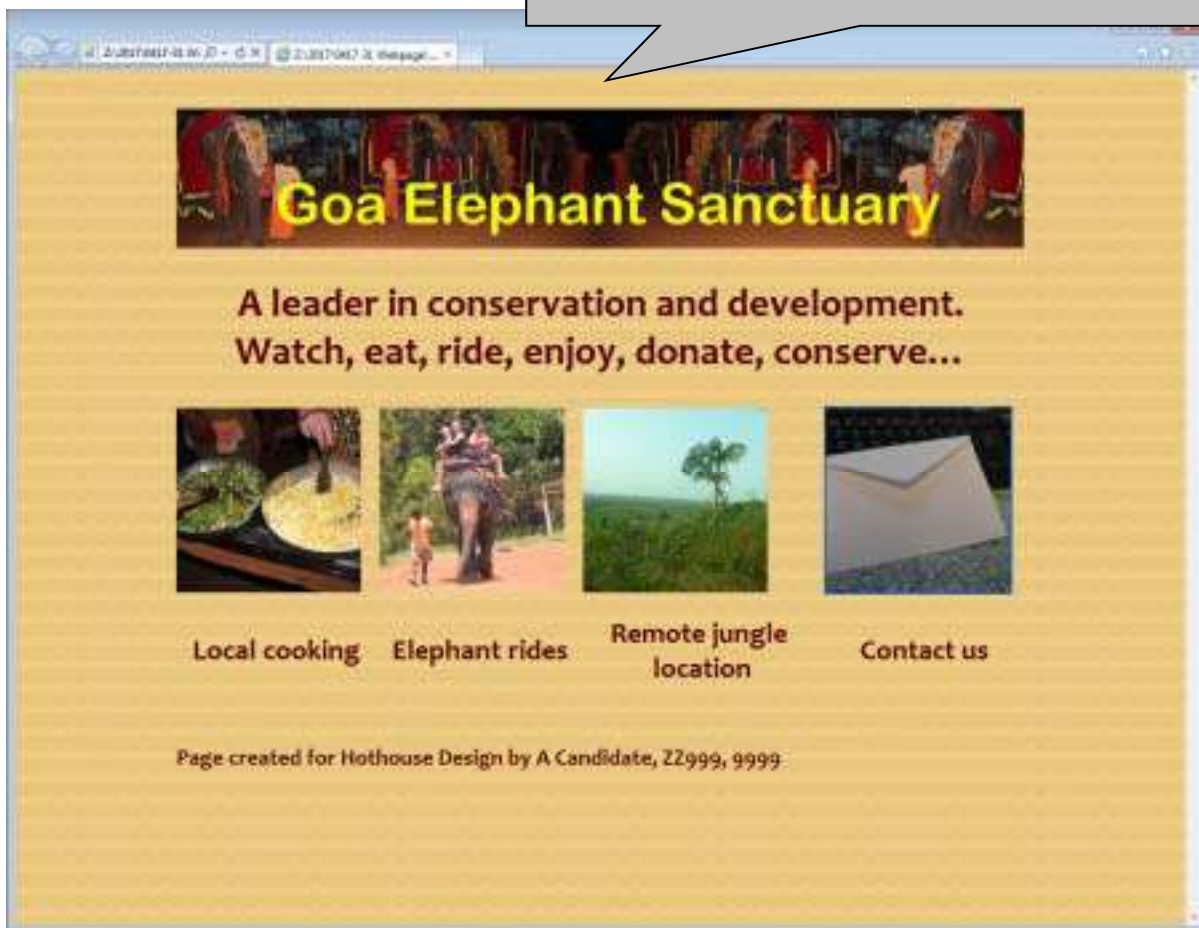 Goa Elephant Sanctuary
A leader in conservation and development.
Watch, eat, ride, enjoy, donate, conserve...
Local cooking
Elephant rides
Remote jungle
location
Contact us
Page created for Hothouse Design by A Candidate, ZZ999, 9999